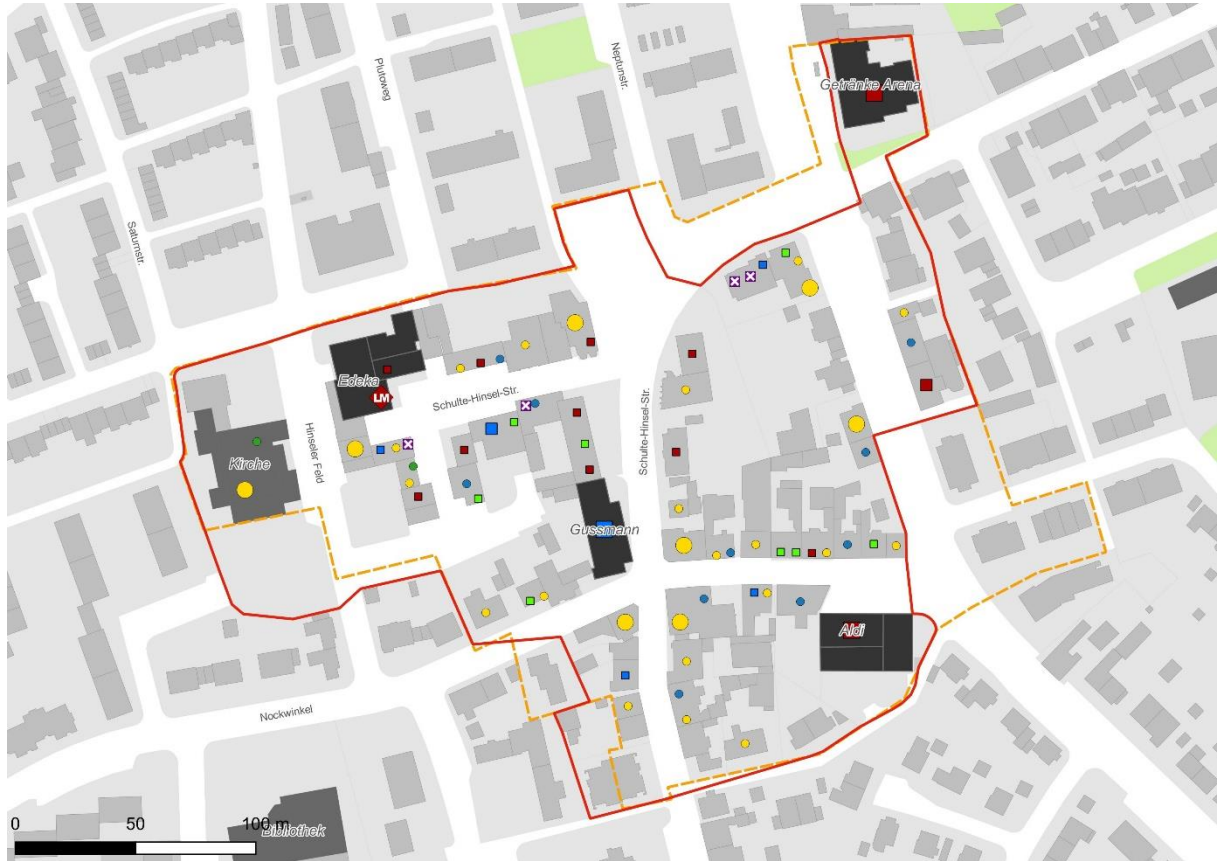 Plutoweg
Neptunstr.
Getränke Arena
Saturnstr.
Edeka
LM
Schulte-Hinsel-Str.
Hinseler Feld
Schulte-Hinsel-Str.
Kirche
Gussmann
Aldi
Nockwinkel
Bibliothek
0 50 100 m